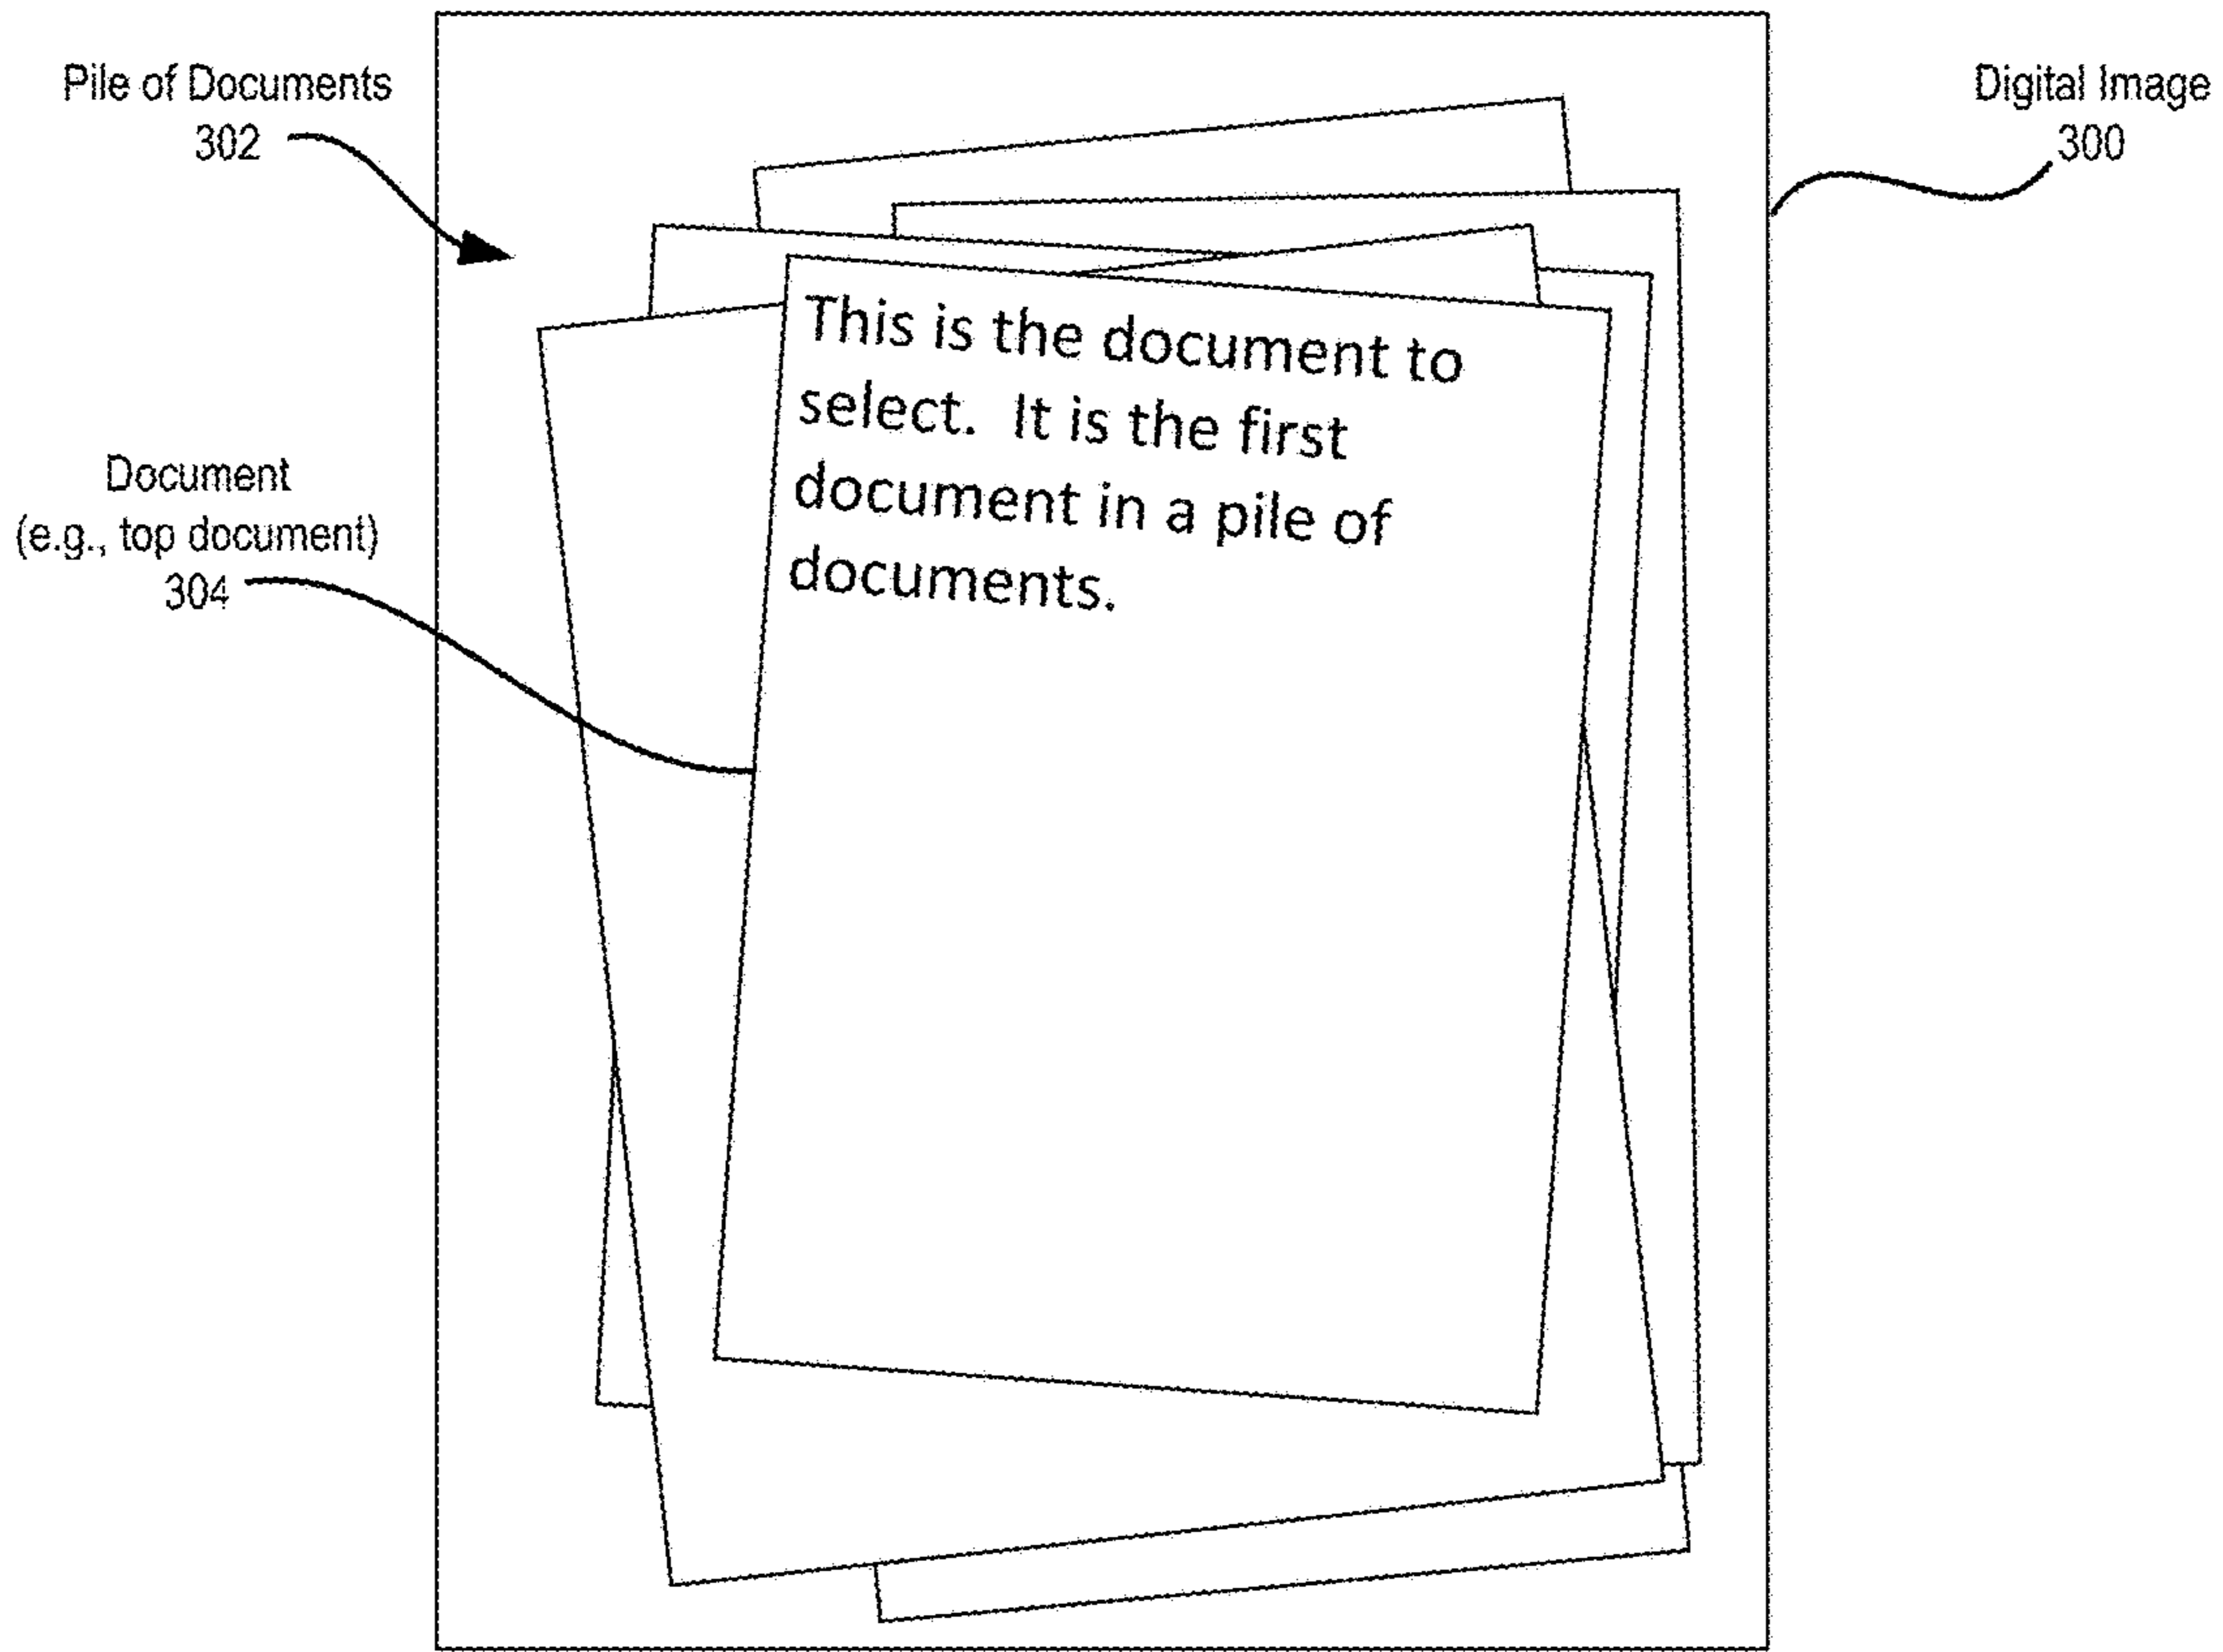 Pile of Documents
302
Digital Image
300
This is the document to
select.  It is the first
document in a pile of
documents.
Document
(e.g., top document)
304